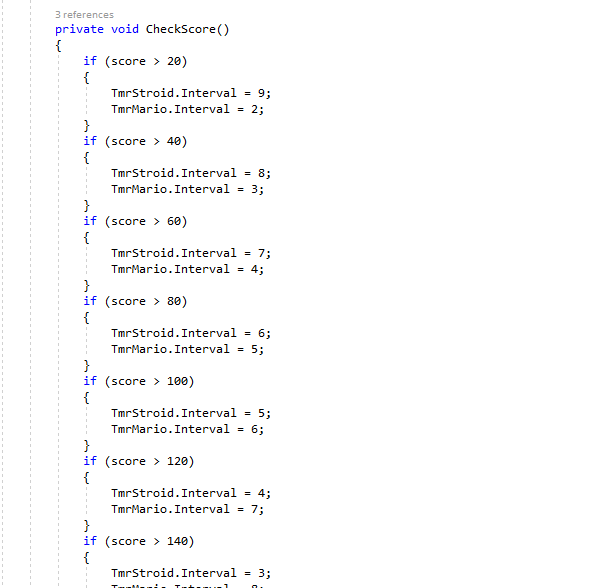 3 references
private void CheckScore()
{
if (score > 20)
{
TmrStroid.Interval = 9;
TmrMario.Interval = 2;
}
if (score > 40)
{
TmrStroid.Interval = 8;
TmrMario.Interval = 3;
}
if (score > 60)
{
TmrStroid.Interval = 7;
TmrMario.Interval = 4;
}
if (score > 80)
{
TmrStroid.Interval = 6;
TmrMario.Interval = 5;
}
if (score > 100)
{
TmrStroid.Interval = 5;
TmrMario.Interval = 6;
}
if (score > 120)
{
TmrStroid.Interval = 4;
TmrMario.Interval = 7;
}
if (score > 140)
{
TmrStroid.Interval = 3;
TmrMario.Interval = 8;